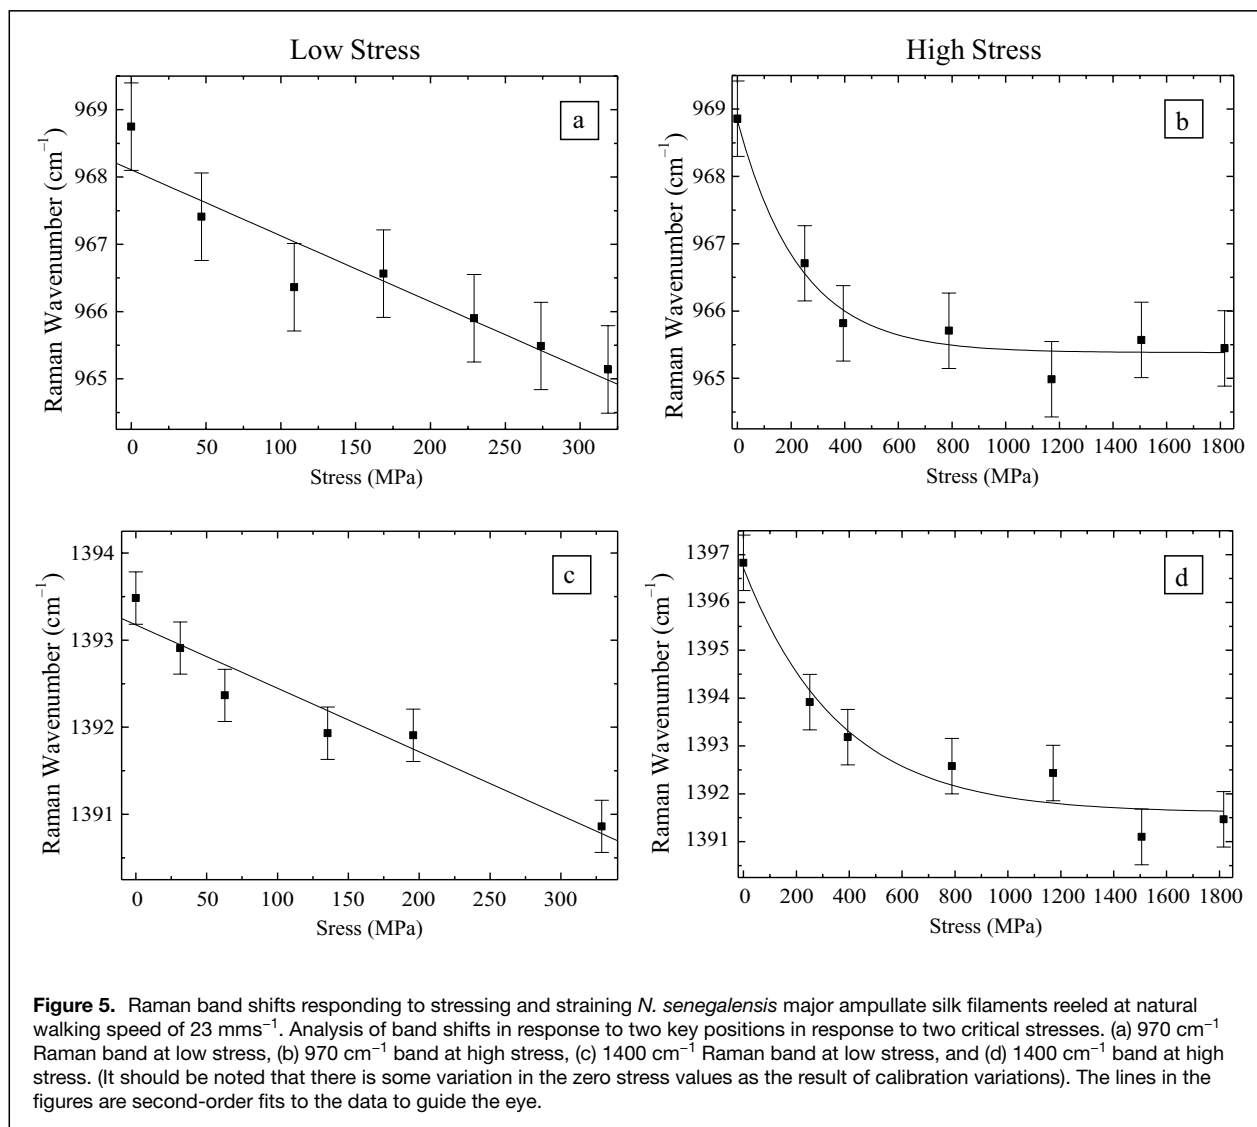 Low Stress
High Stress
969
968
967
966
965
Raman Wavenumber (cm⁻¹)
a
0 50 100 150 200 250 300
Stress (MPa)
969
968
967
966
965
Raman Wavenumber (cm⁻¹)
b
0 200 400 600 800 1000 1200 1400 1600 1800
Stress (MPa)
1394
1393
1392
1391
Raman Wavenumber (cm⁻¹)
c
0 50 100 150 200 250 300
Sress (MPa)
1397
1396
1395
1394
1393
1392
1391
Raman Wavenumber (cm⁻¹)
d
0 200 400 600 800 1000 1200 1400 1600 1800
Stress (MPa)
Figure 5. Raman band shifts responding to stressing and straining N. senegalensis major ampullate silk filaments reeled at natural
walking speed of 23 mms⁻¹. Analysis of band shifts in response to two key positions in response to two critical stresses. (a) 970 cm⁻¹
Raman band at low stress, (b) 970 cm⁻¹ band at high stress, (c) 1400 cm⁻¹ Raman band at low stress, and (d) 1400 cm⁻¹ band at high
stress. (It should be noted that there is some variation in the zero stress values as the result of calibration variations). The lines in the
figures are second-order fits to the data to guide the eye.